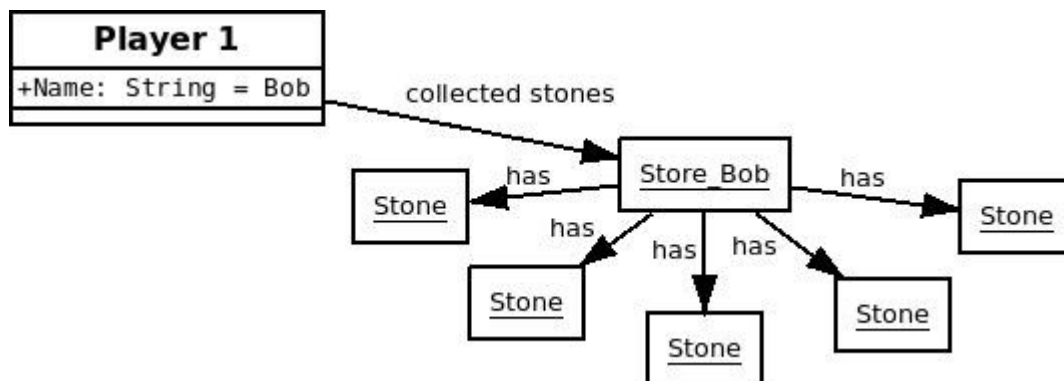 Player 1
+Name: String = Bob
collected stones
Store_Bob
has
has
Stone
Stone
has
has
has
Stone
Stone
Stone